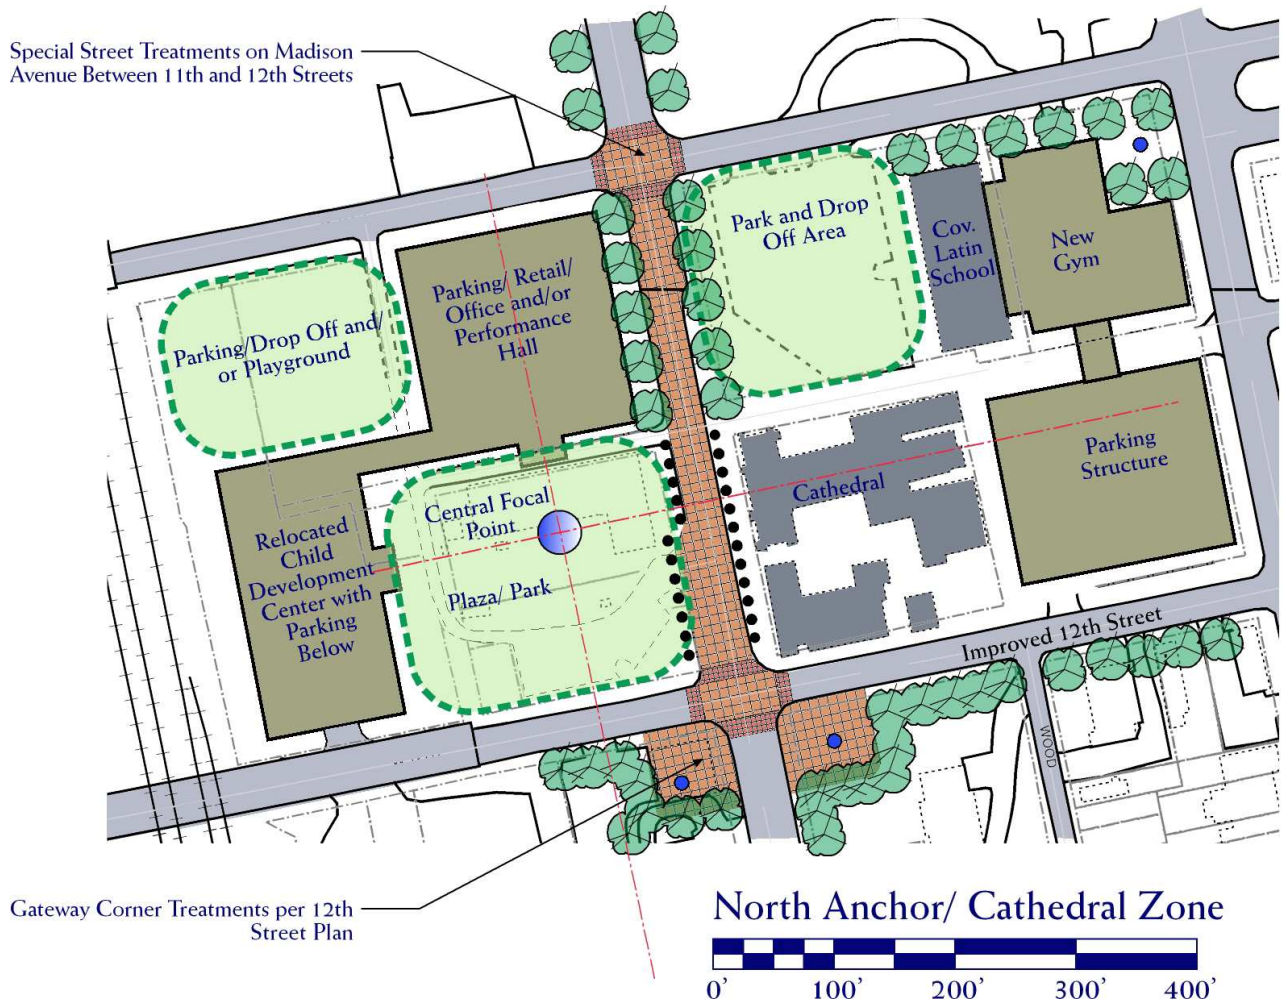 Special Street Treatments on Madison
Avenue Between 11th and 12th Streets
Park and Drop
Off Area
Cov.
Latin
School
New
Gym
Parking/ Retail/
Office and/or
Performance
Hall
Parking/Drop Off and/
or Playground
Parking
Structure
Cathedral
Central Focal
Point
Relocated
Child
Development
Center with
Parking
Below
Plaza/ Park
Improved 12th Street
WOOD
Gateway Corner Treatments per 12th
Street Plan
North Anchor/ Cathedral Zone
0' 100' 200' 300' 400'